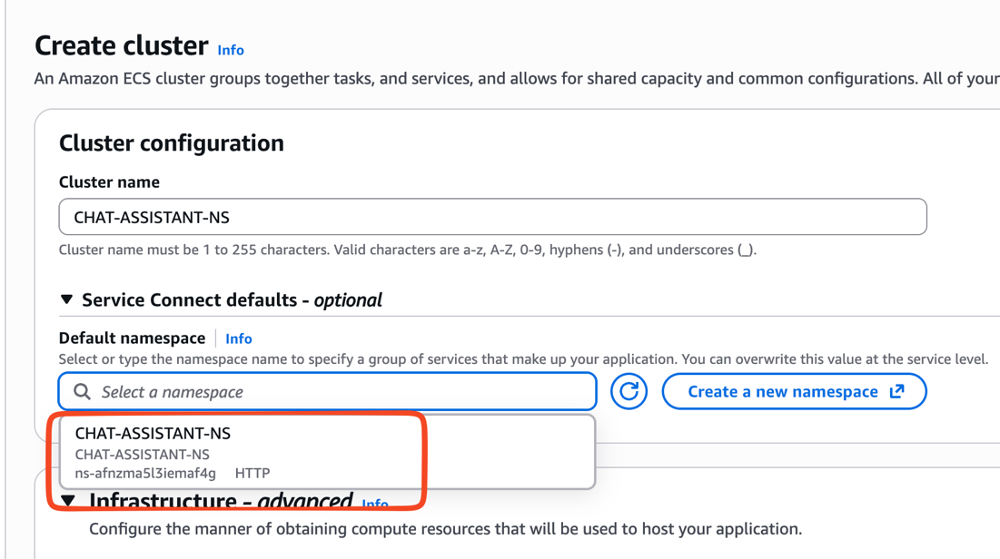 Create cluster Info
An Amazon ECS cluster groups together tasks, and services, and allows for shared capacity and common configurations. All of your
Cluster configuration
Cluster name
CHAT-ASSISTANT-NS
Cluster name must be 1 to 255 characters. Valid characters are a-z, A-Z, 0-9, hyphens (-), and underscores (_).
Service Connect defaults - optional
Default namespace Info
Select or type the namespace name to specify a group of services that make up your application. You can overwrite this value at the service level.
Select a namespace Create a new namespace
CHAT-ASSISTANT-NS
CHAT-ASSISTANT-NS
ns-afnzma5l3iemaf4g HTTP
Infrastructure - advanced Info
Configure the manner of obtaining compute resources that will be used to host your application.